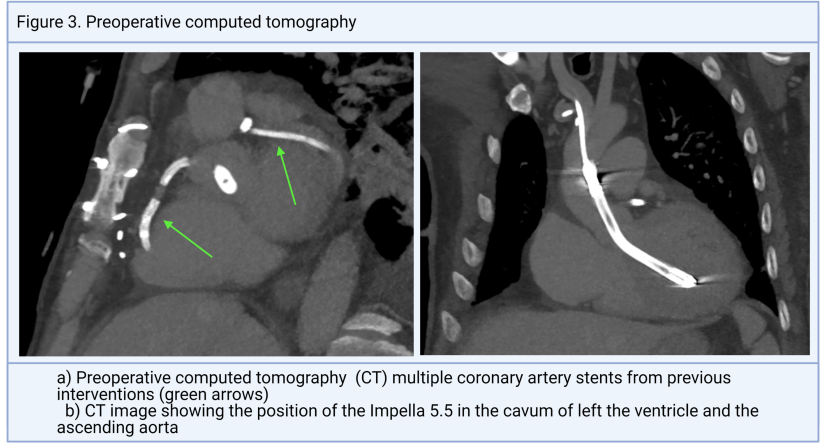 Figure 3. Preoperative computed tomography
a) Preoperative computed tomography (CT) multiple coronary artery stents from previous
interventions (green arrows)
b) CT image showing the position of the Impella 5.5 in the cavum of left the ventricle and the
ascending aorta